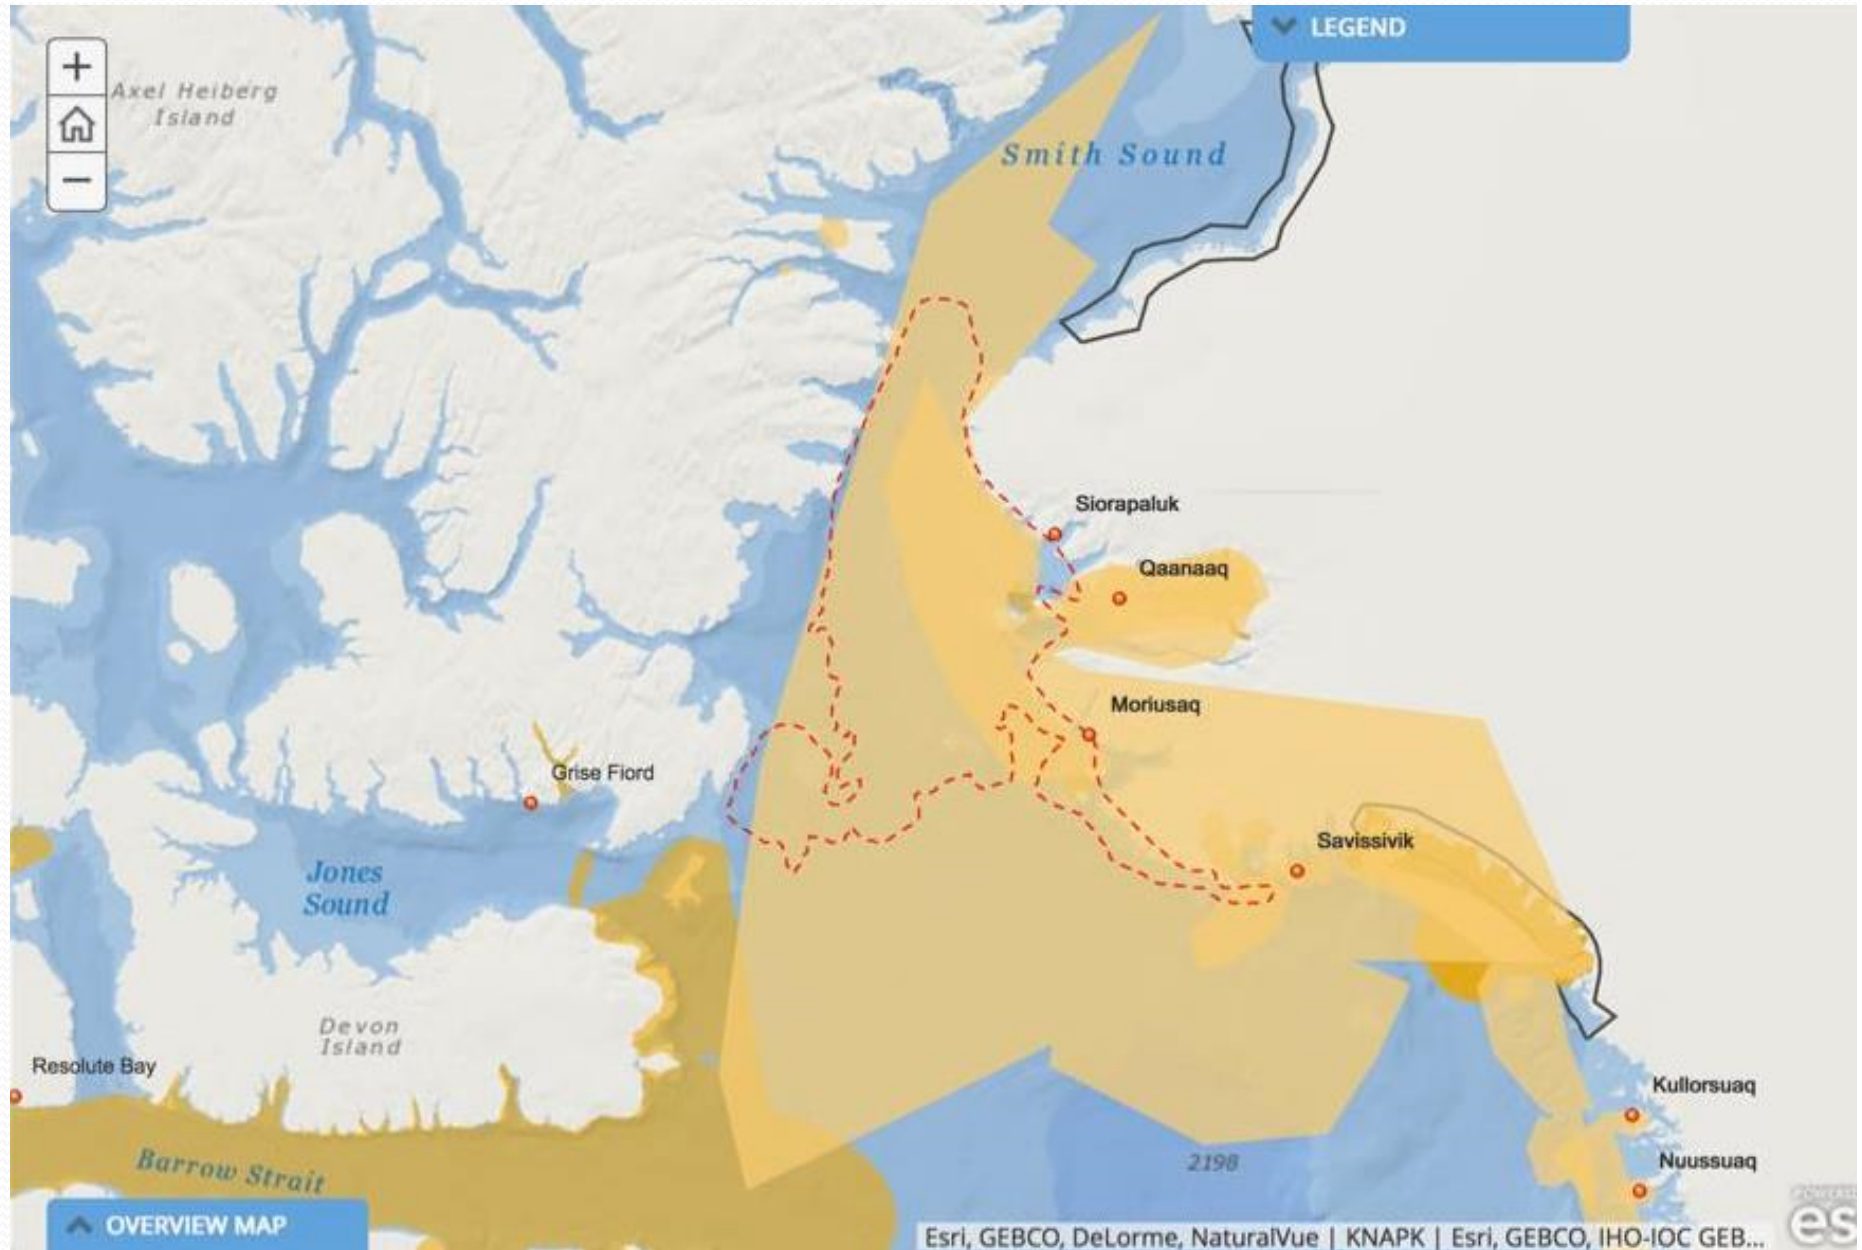 LEGEND
+
Axel Heiberg
Island
−
Smith Sound
Siorapaluk
Qaanaaq
Moriusaq
Grise Fiord
Savissivik
Jones
Sound
Devon
Island
Resolute Bay
Kullorsuaq
Barrow Strait
2198
Nuussuaq
OVERVIEW MAP
Esri, GEBCO, DeLorme, NaturalVue | KNAPK | Esri, GEBCO, IHO-IOC GEB...
es